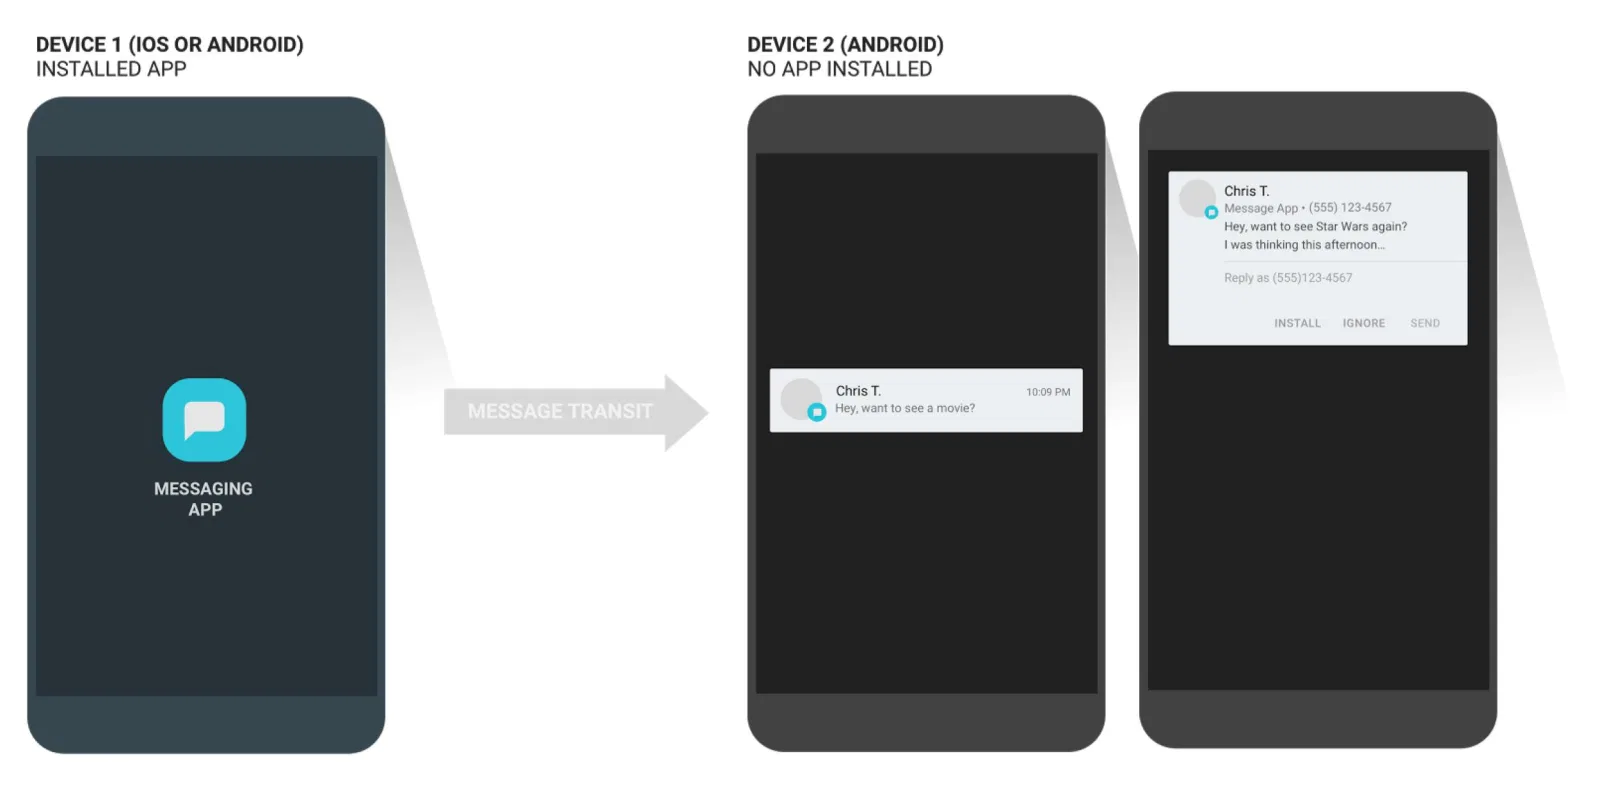 DEVICE 1 (IOS OR ANDROID)
INSTALLED APP
MESSAGING
APP
MESSAGE TRANSIT
DEVICE 2 (ANDROID)
NO APP INSTALLED
Chris T.
10:09 PM
Hey, want to see a movie?
Chris T.
Message App • (555) 123-4567
Hey, want to see Star Wars again?
I was thinking this afternoon...
Reply as (555)123-4567
INSTALL IGNORE SEND